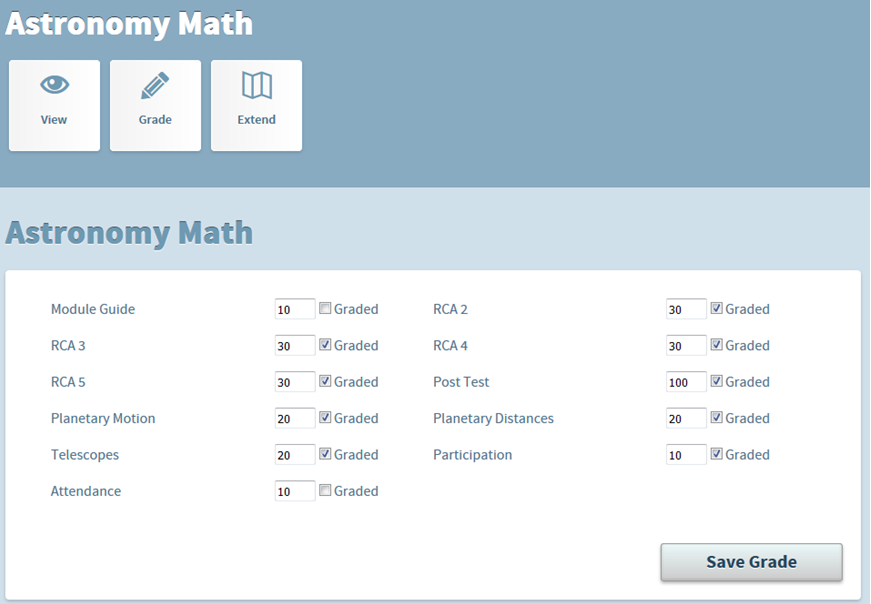 Astronomy Math
View Grade Extend
Astronomy Math
Module Guide 10 Graded RCA 2 30 Graded
RCA 3 30 Graded RCA 4 30 Graded
RCA 5 30 Graded Post Test 100 Graded
Planetary Motion 20 Graded Planetary Distances 20 Graded
Telescopes 20 Graded Participation 10 Graded
Attendance 10 Graded
Save Grade